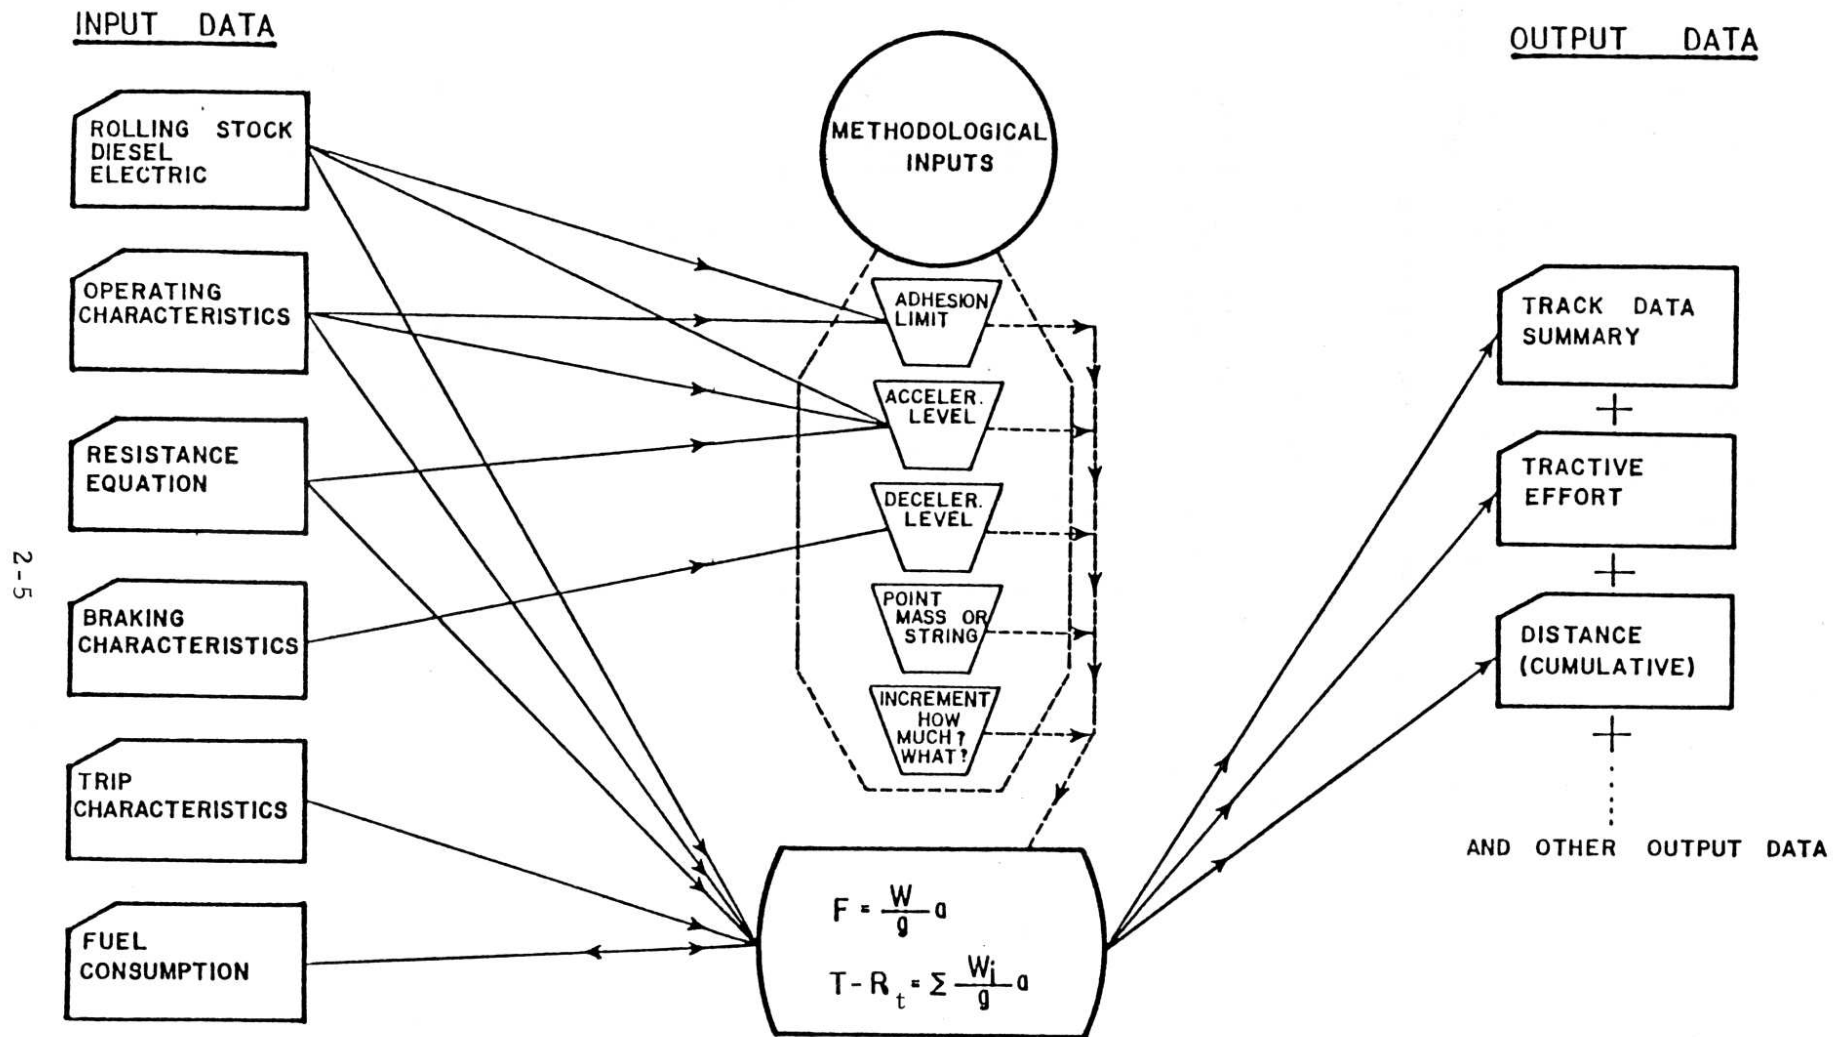 INPUT DATA
ROLLING STOCK
DIESEL
ELECTRIC
OPERATING
CHARACTERISTICS
RESISTANCE
EQUATION
BRAKING
CHARACTERISTICS
TRIP
CHARACTERISTICS
FUEL
CONSUMPTION
2-5
METHODOLOGICAL
INPUTS
ADHESION
LIMIT
ACCELER.
LEVEL
DECELER.
LEVEL
POINT
MASS OR
STRING
INCREMENT
HOW
MUCH?
WHAT?
F = W/g a
T - R_t = Σ Wi/g a
OUTPUT DATA
TRACK DATA
SUMMARY
+
TRACTIVE
EFFORT
+
DISTANCE
(CUMULATIVE)
+
AND OTHER OUTPUT DATA